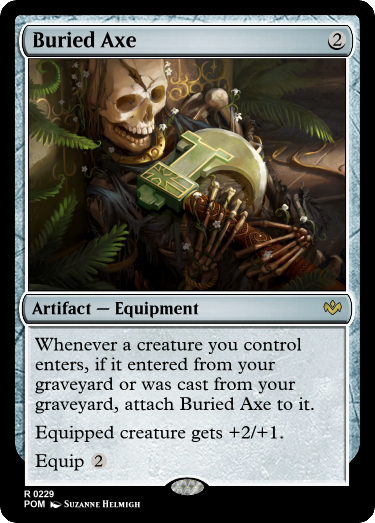 Buried Axe 2
Artifact — Equipment
Whenever a creature you control
enters, if it entered from your
graveyard or was cast from your
graveyard, attach Buried Axe to it.
Equipped creature gets +2/+1.
Equip 2
R 0229
POM SUZANNE HELMIGH